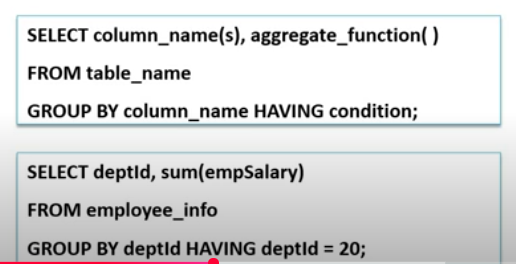 SELECT column_name(s), aggregate_function( )
FROM table_name
GROUP BY column_name HAVING condition;
SELECT deptId, sum(empSalary)
FROM employee_info
GROUP BY deptId HAVING deptId = 20;